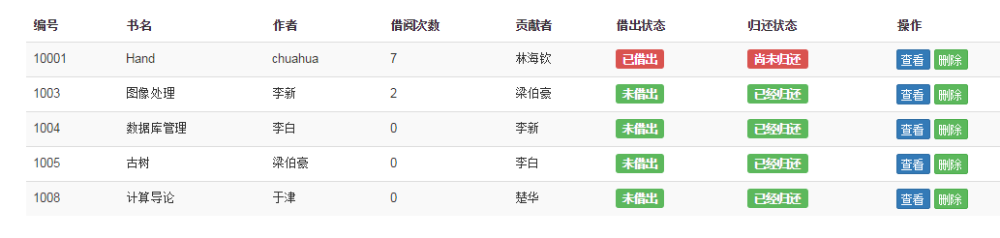 编号 书名 作者 借阅次数 贡献者 借出状态 归还状态 操作
10001 Hand chuahua 7 林海钦 已借出 尚未归还 查看 删除
1003 图像处理 李新 2 梁伯豪 未借出 已经归还 查看 删除
1004 数据库管理 李白 0 李新 未借出 已经归还 查看 删除
1005 古树 梁伯豪 0 李白 未借出 已经归还 查看 删除
1008 计算导论 于津 0 楚华 未借出 已经归还 查看 删除